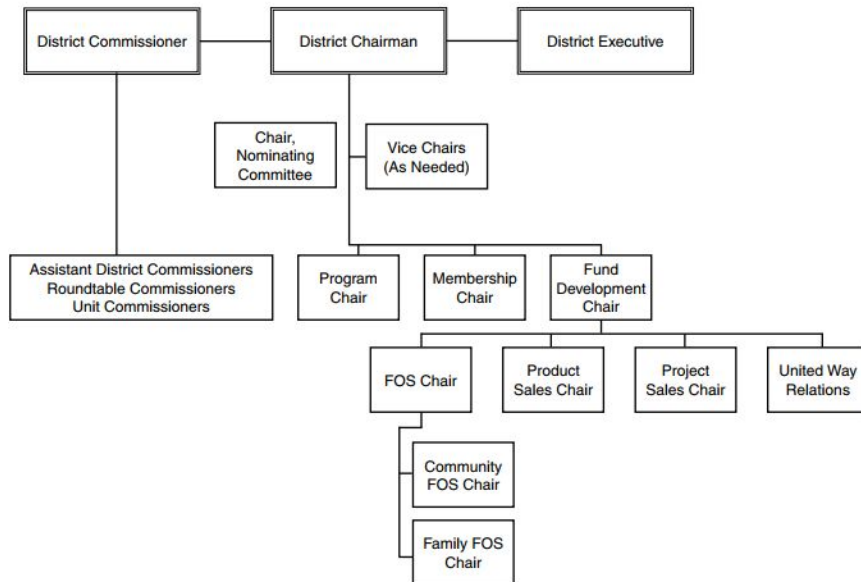 District Commissioner
District Chairman
District Executive
Chair,
Nominating
Committee
Vice Chairs
(As Needed)
Assistant District Commissioners
Roundtable Commissioners
Unit Commissioners
Program
Chair
Membership
Chair
Fund
Development
Chair
FOS Chair
Product
Sales Chair
Project
Sales Chair
United Way
Relations
Community
FOS Chair
Family FOS
Chair